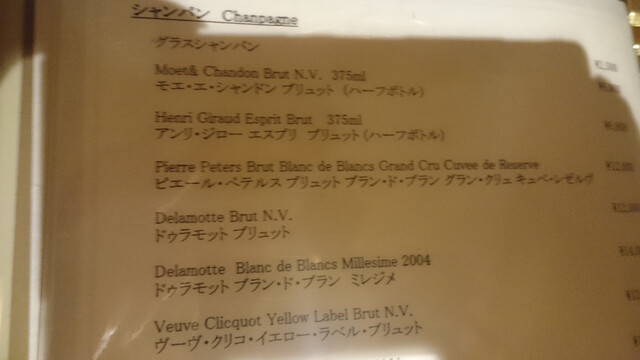 シャンパン Chanpagne
グラスシャンパン
Moet& Chandon Brut N.V. 375ml
モエ・エ・シャンドン ブリュット (ハーフボトル)
Henri Giraud Esprit Brut 375ml
アンリ・ジロー エスプリ ブリュット(ハーフボトル)
Pierre Peters Brut Blanc de Blancs Grand Cru Cuvee de Reserve
ピエール・ペテルス ブリュット ブラン・ド・ブラン グラン・クリュ キュベ・レゼルヴ
Delamotte Brut N.V.
ドゥラモット ブリュット
Delamotte Blanc de Blancs Millesime 2004
ドゥラモット ブラン・ド・ブラン ミレジメ
Veuve Clicquot Yellow Label Brut N.V.
ヴーヴ・クリコ・イエロー・ラベル・ブリュット